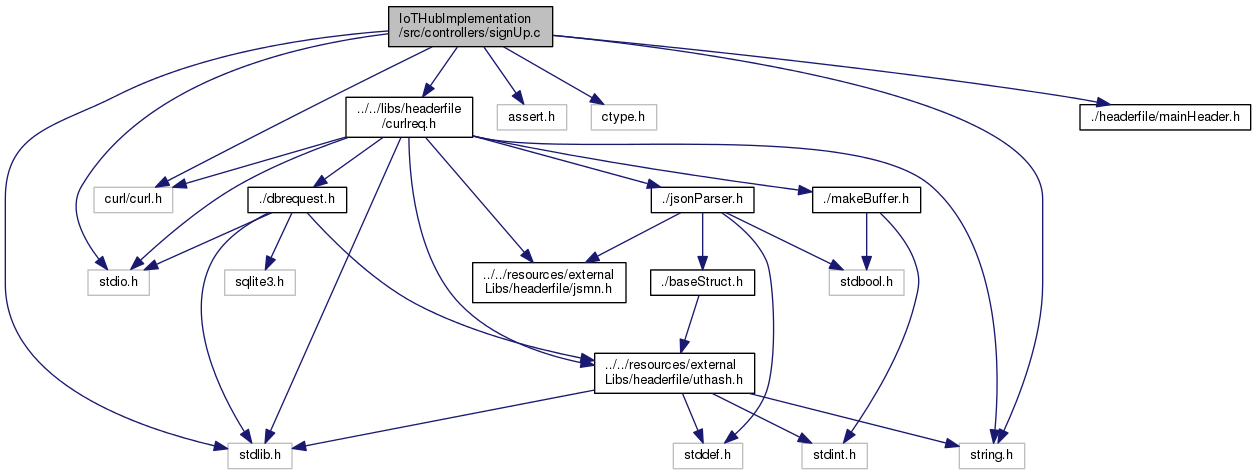 IoTHubImplementation
/src/controllers/signUp.c
../../libs/headerfile
/curlreq.h
assert.h
ctype.h
./headerfile/mainHeader.h
curl/curl.h
./dbrequest.h
./jsonParser.h
./makeBuffer.h
stdio.h
sqlite3.h
../../resources/external
Libs/headerfile/jsmn.h
./baseStruct.h
stdbool.h
../../resources/external
Libs/headerfile/uthash.h
stdlib.h
stddef.h
stdint.h
string.h